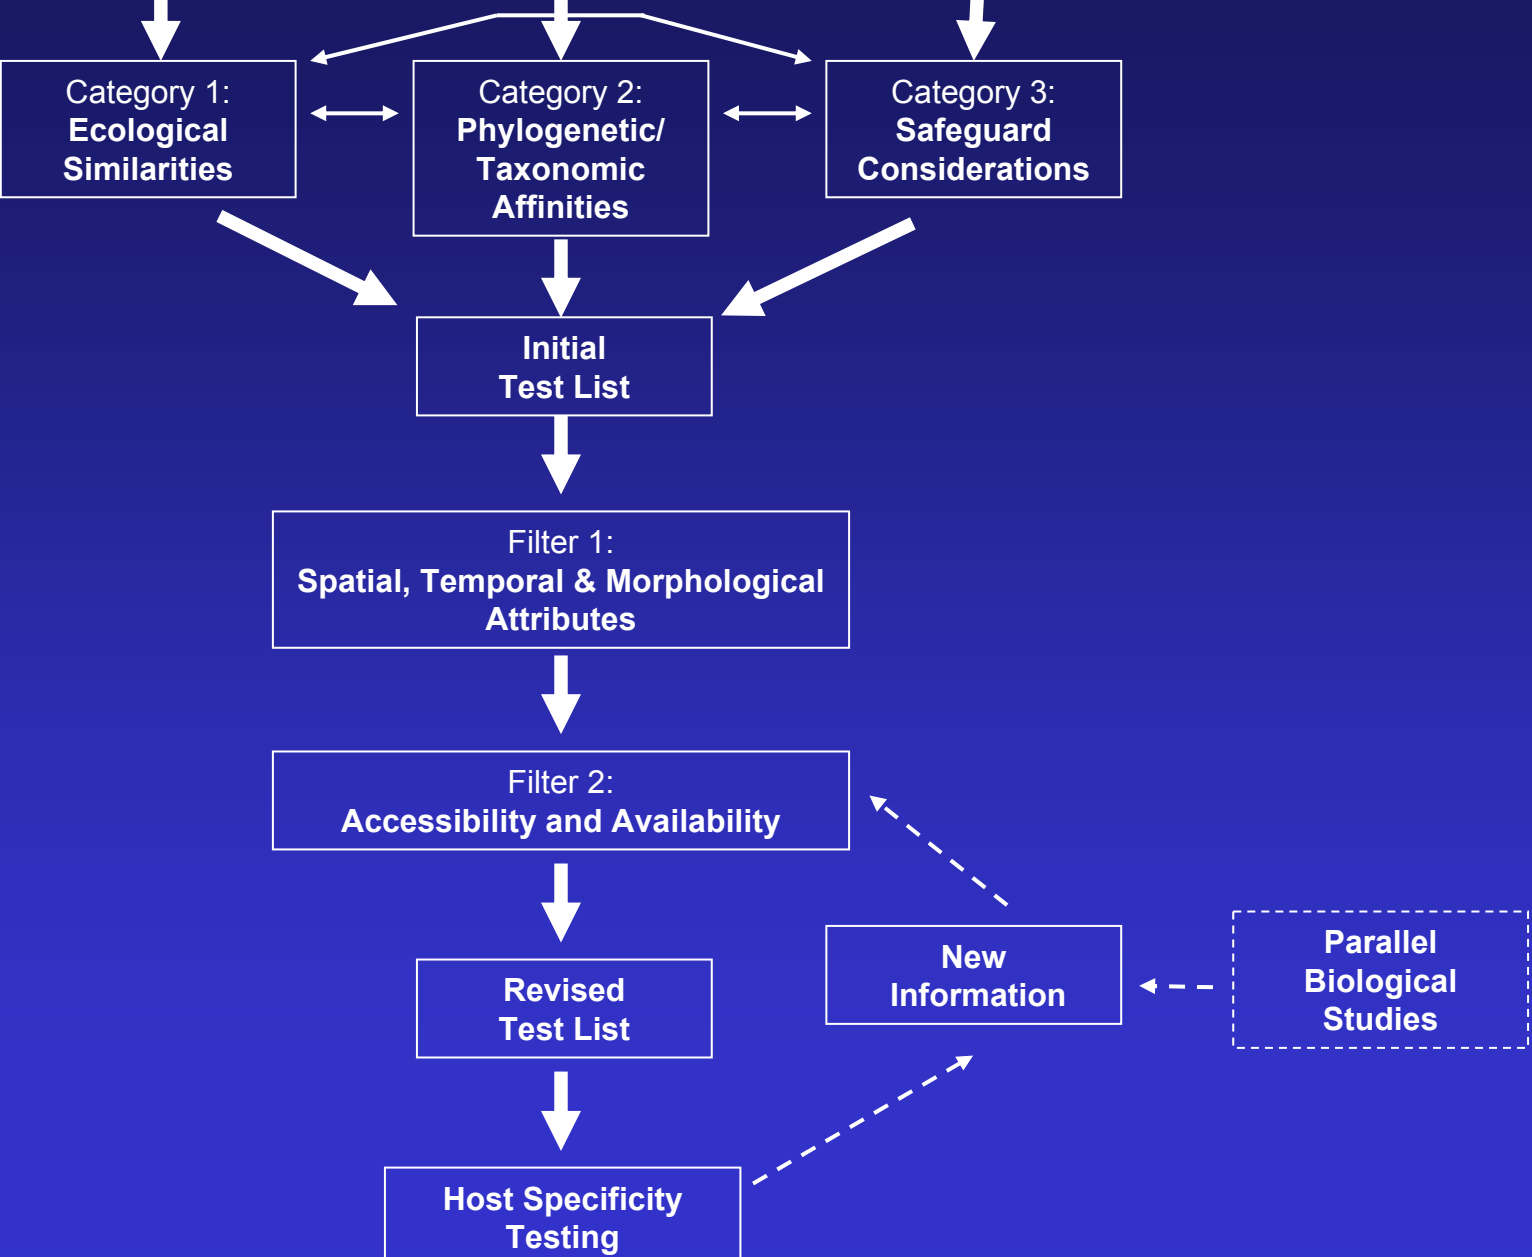 Category 1:
Ecological
Similarities
Category 2:
Phylogenetic/
Taxonomic
Affinities
Category 3:
Safeguard
Considerations
Initial
Test List
Filter 1:
Spatial, Temporal & Morphological
Attributes
Filter 2:
Accessibility and Availability
Revised
Test List
New
Information
Parallel
Biological
Studies
Host Specificity
Testing